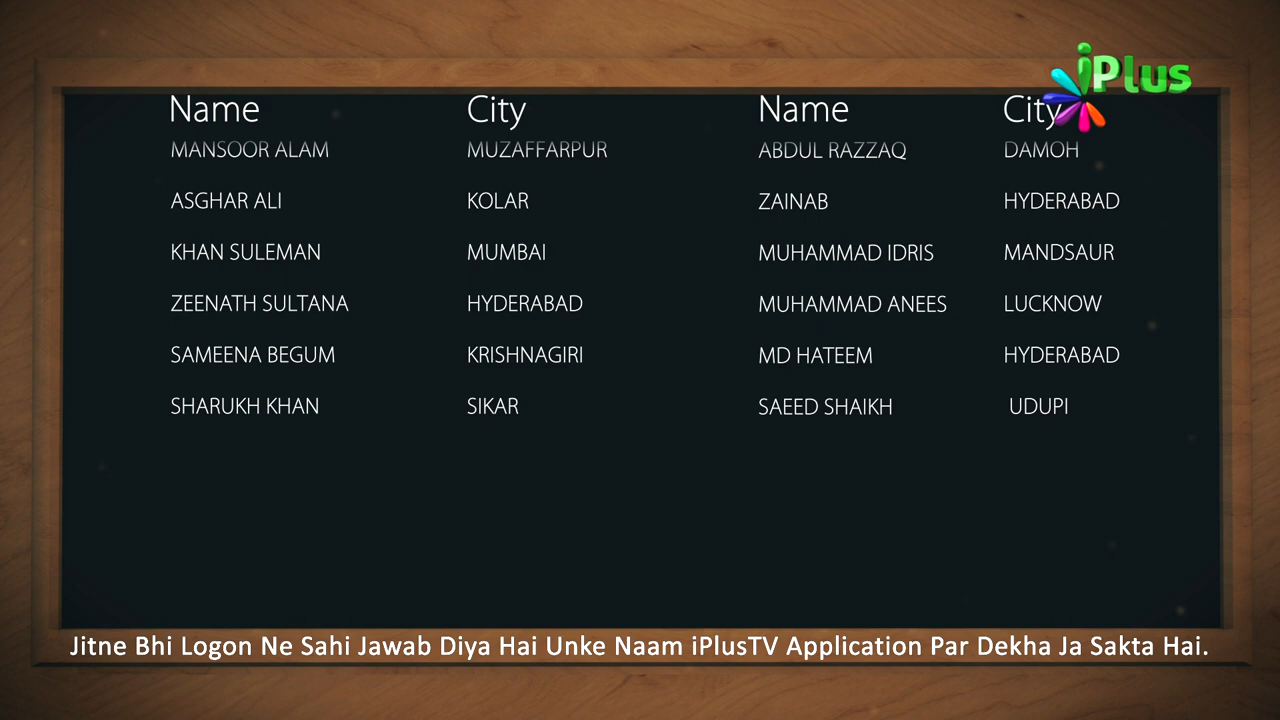 iPlus
Name City Name City
MANSOOR ALAM MUZAFFARPUR ABDUL RAZZAQ DAMOH
ASGHAR ALI KOLAR ZAINAB HYDERABAD
KHAN SULEMAN MUMBAI MUHAMMAD IDRIS MANDSAUR
ZEENATH SULTANA HYDERABAD MUHAMMAD ANEES LUCKNOW
SAMEENA BEGUM KRISHNAGIRI MD HATEEM HYDERABAD
SHARUKH KHAN SIKAR SAEED SHAIKH UDUPI
Jitne Bhi Logon Ne Sahi Jawab Diya Hai Unke Naam iPlusTV Application Par Dekha Ja Sakta Hai.